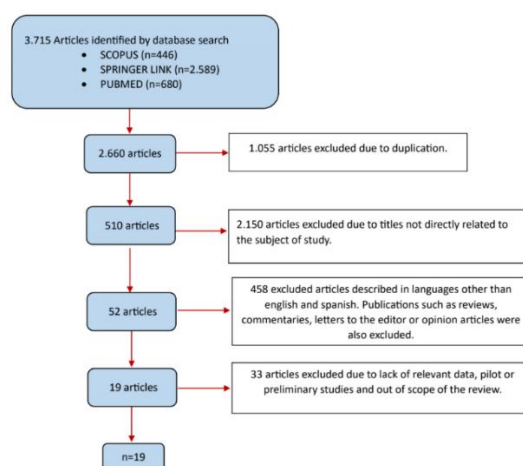 3.715 Articles identified by database search
• SCOPUS (n=446)
• SPRINGER LINK (n=2.589)
• PUBMED (n=680)
2.660 articles
1.055 articles excluded due to duplication.
510 articles
2.150 articles excluded due to titles not directly related to
the subject of study.
52 articles
458 excluded articles described in languages other than
english and spanish. Publications such as reviews,
commentaries, letters to the editor or opinion articles were
also excluded.
19 articles
33 articles excluded due to lack of relevant data, pilot or
preliminary studies and out of scope of the review.
n=19